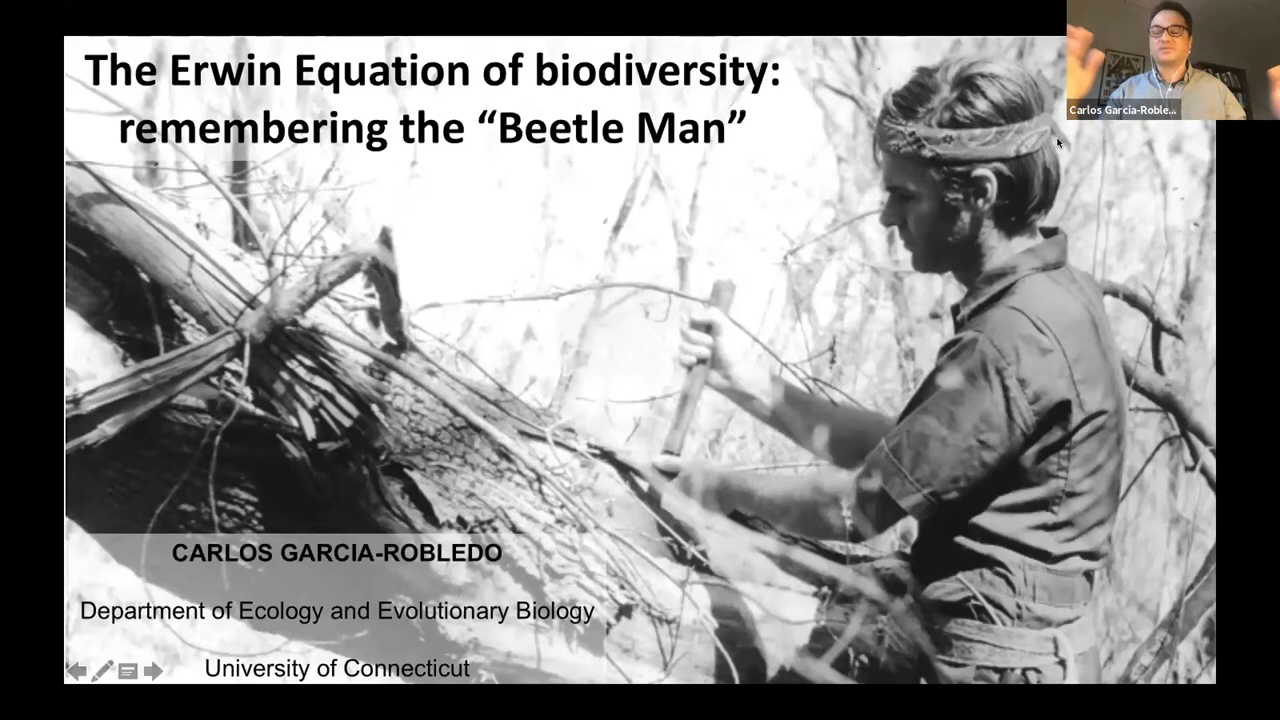 The Erwin Equation of biodiversity:
remembering the “Beetle Man”
Carlos Garcia-Roble...
CARLOS GARCIA-ROBLEDO
Department of Ecology and Evolutionary Biology
University of Connecticut